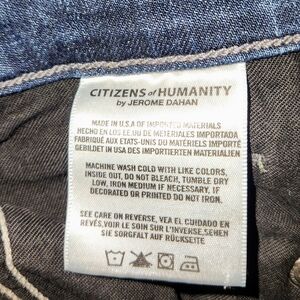 CITIZENS of HUMANITY
by JEROME DAHAN
MADE IN U.S.A OF IMPORTED MATERIALS
HECHO EN LOS EE.UU DE METERIALES IMPORTADA
FABRIQUÉ AUX ETATS-UNIS DU MATÉRIELS IMPORTÉ
GEBILDET IN USA DES IMPORTIERTEN MATERIALIEN
MACHINE WASH COLD WITH LIKE COLORS,
INSIDE OUT, DO NOT BLEACH, TUMBLE DRY
LOW, IRON MEDIUM IF NECESSARY. IF
DECORATED OR PRINTED DO NOT IRON.
SEE CARE ON REVERSE, VEA EL CUIDADO EN
REVÉS, VOIR LE SOIN SUR L'INVERSE, SEHEN
SIE SORGFALT AUF RÜCKSEITE